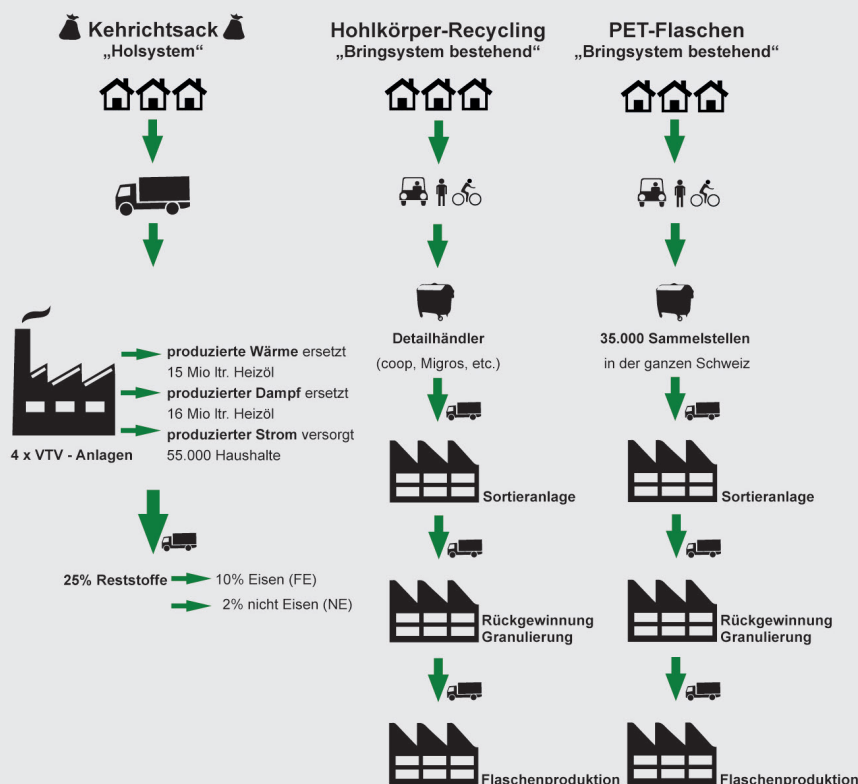 Kehrichtsack
„Holsystem“
produzierte Wärme ersetzt
15 Mio ltr. Heizöl
produzierter Dampf ersetzt
16 Mio ltr. Heizöl
produzierter Strom versorgt
55.000 Haushalte
4 x VTV - Anlagen
25% Reststoffe
10% Eisen (FE)
2% nicht Eisen (NE)
Hohlkörper-Recycling
„Bringsystem bestehend“
Detailhändler
(coop, Migros, etc.)
Sortieranlage
Rückgewinnung
Granulierung
Flaschenproduktion
PET-Flaschen
„Bringsystem bestehend“
35.000 Sammelstellen
in der ganzen Schweiz
Sortieranlage
Rückgewinnung
Granulierung
Flaschenproduktion